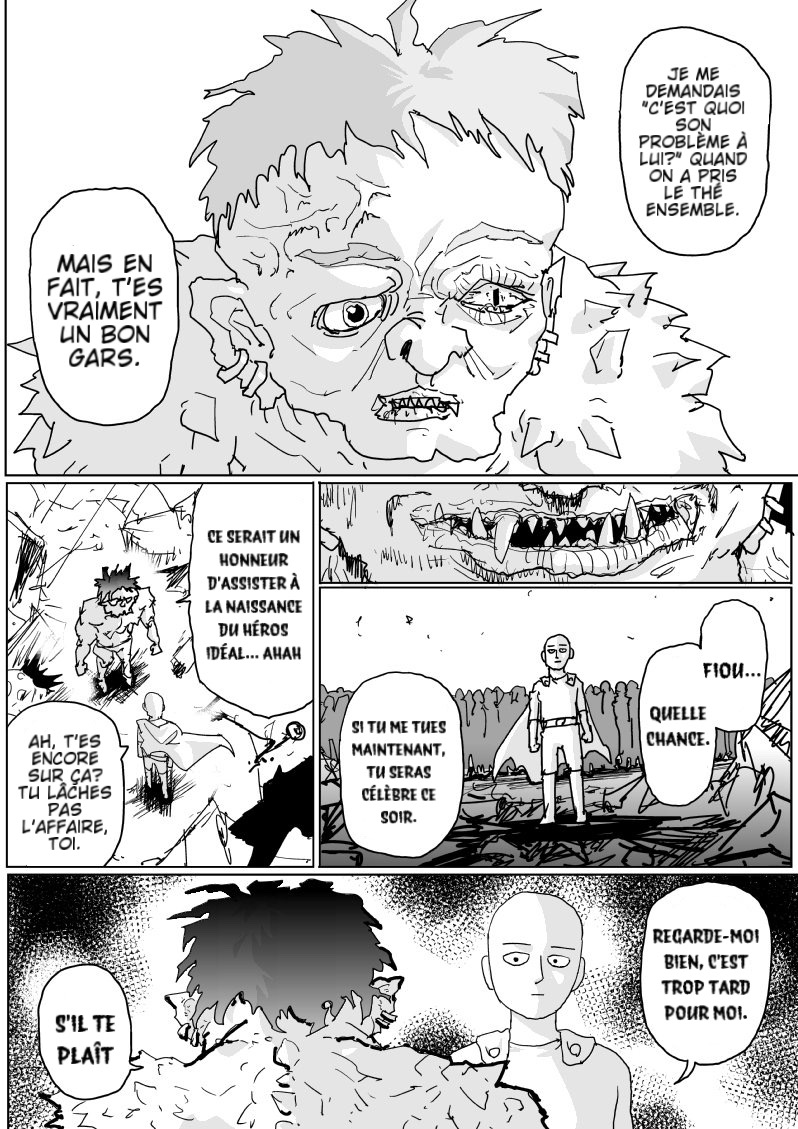 JE ME
DEMANDAIS
"C'EST QUOI
SON
PROBLÈME À
LUI?" QUAND
ON A PRIS
LE THÉ
ENSEMBLE.
MAIS EN
FAIT, T'ES
VRAIMENT
UN BON
GARS.
CE SERAIT UN
HONNEUR
D'ASSISTER À
LA NAISSANCE
DU HÉROS
IDÉAL... AHAH
AH, T'ES
ENCORE
SUR ÇA?
TU LÂCHES
PAS
L'AFFAIRE,
TOI.
FIOU...
QUELLE
CHANCE.
SI TU ME TUES
MAINTENANT,
TU SERAS
CÉLÈBRE CE
SOIR.
REGARDE-MOI
BIEN, C'EST
TROP TARD
POUR MOI.
S'IL TE
PLAÎT